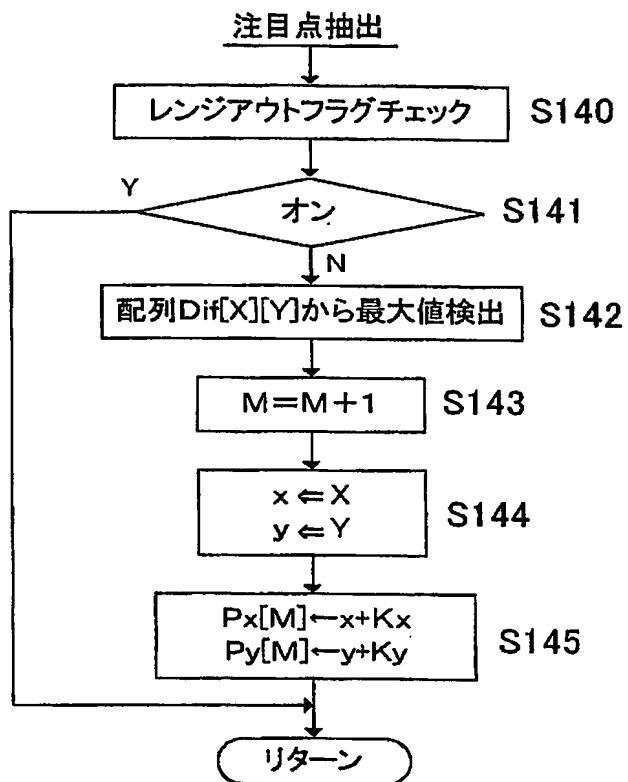 注目点抽出
レンジアウトフラグチェック S140
Y
オン S141
N
配列Dif[X][Y]から最大値検出 S142
M=M+1 S143
x⇐X
y⇐Y
S144
Px[M]←x+Kx
Py[M]←y+Ky
S145
リターン